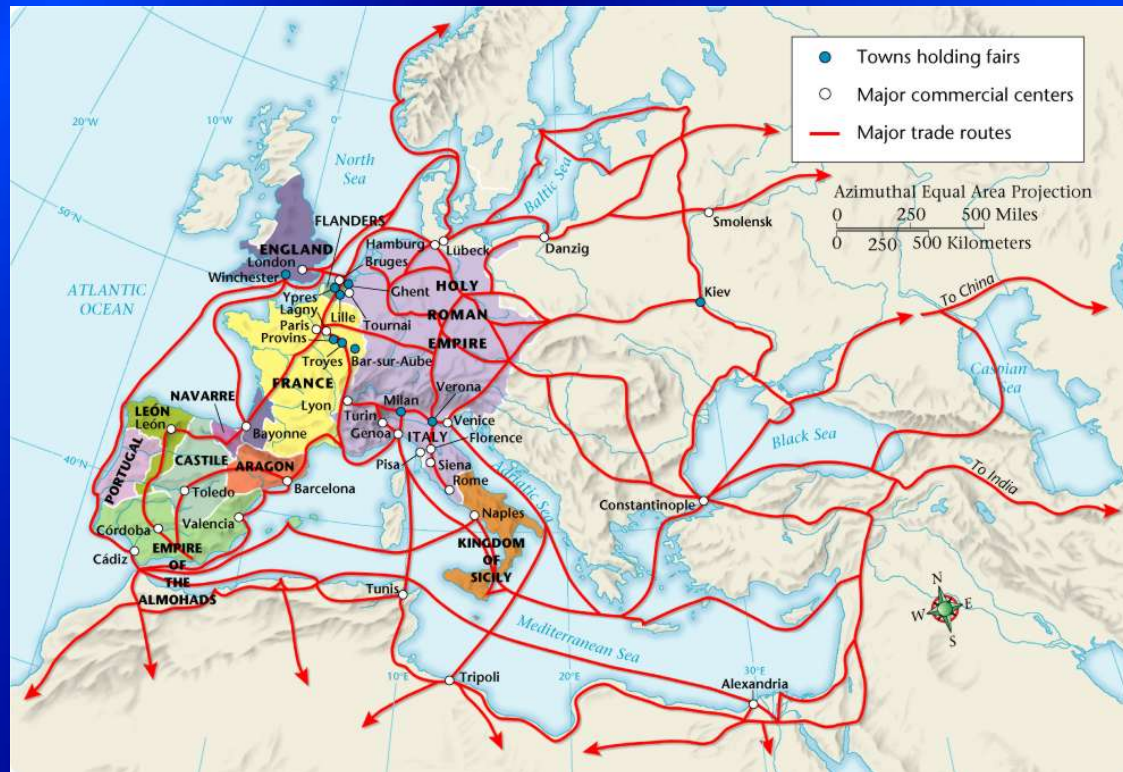 Towns holding fairs
Major commercial centers
Major trade routes
Azimuthal Equal Area Projection
0 250 500 Miles
0 250 500 Kilometers
20°W
10°W
0°
North
Sea
Baltic
Sea
50°N
FLANDERS
ENGLAND
London
Winchester
Hamburg
Lübeck
Danzig
Smolensk
Bruges
Ghent
HOLY
ROMAN
EMPIRE
Kiev
To China
ATLANTIC
OCEAN
Ypres
Lagny
Lille
Paris
Tournai
Provins
Troyes
Bar-sur-Aube
FRANCE
Verona
Caspian
Sea
NAVARRE
Lyon
Milan
Turin
Venice
LEÓN
León
Bayonne
Genoa
ITALY
Florence
Black Sea
40°N
PORTUGAL
CASTILE
ARAGON
Pisa
Siena
Adriatic
Sea
To India
Toledo
Barcelona
Rome
Constantinople
Córdoba
Valencia
Naples
Cádiz
EMPIRE
OF
THE
ALMOHADS
KINGDOM
OF
SICILY
Tunis
N
W E
S
Mediterranean Sea
10°E
Tripoli
20°E
30°E
Alexandria